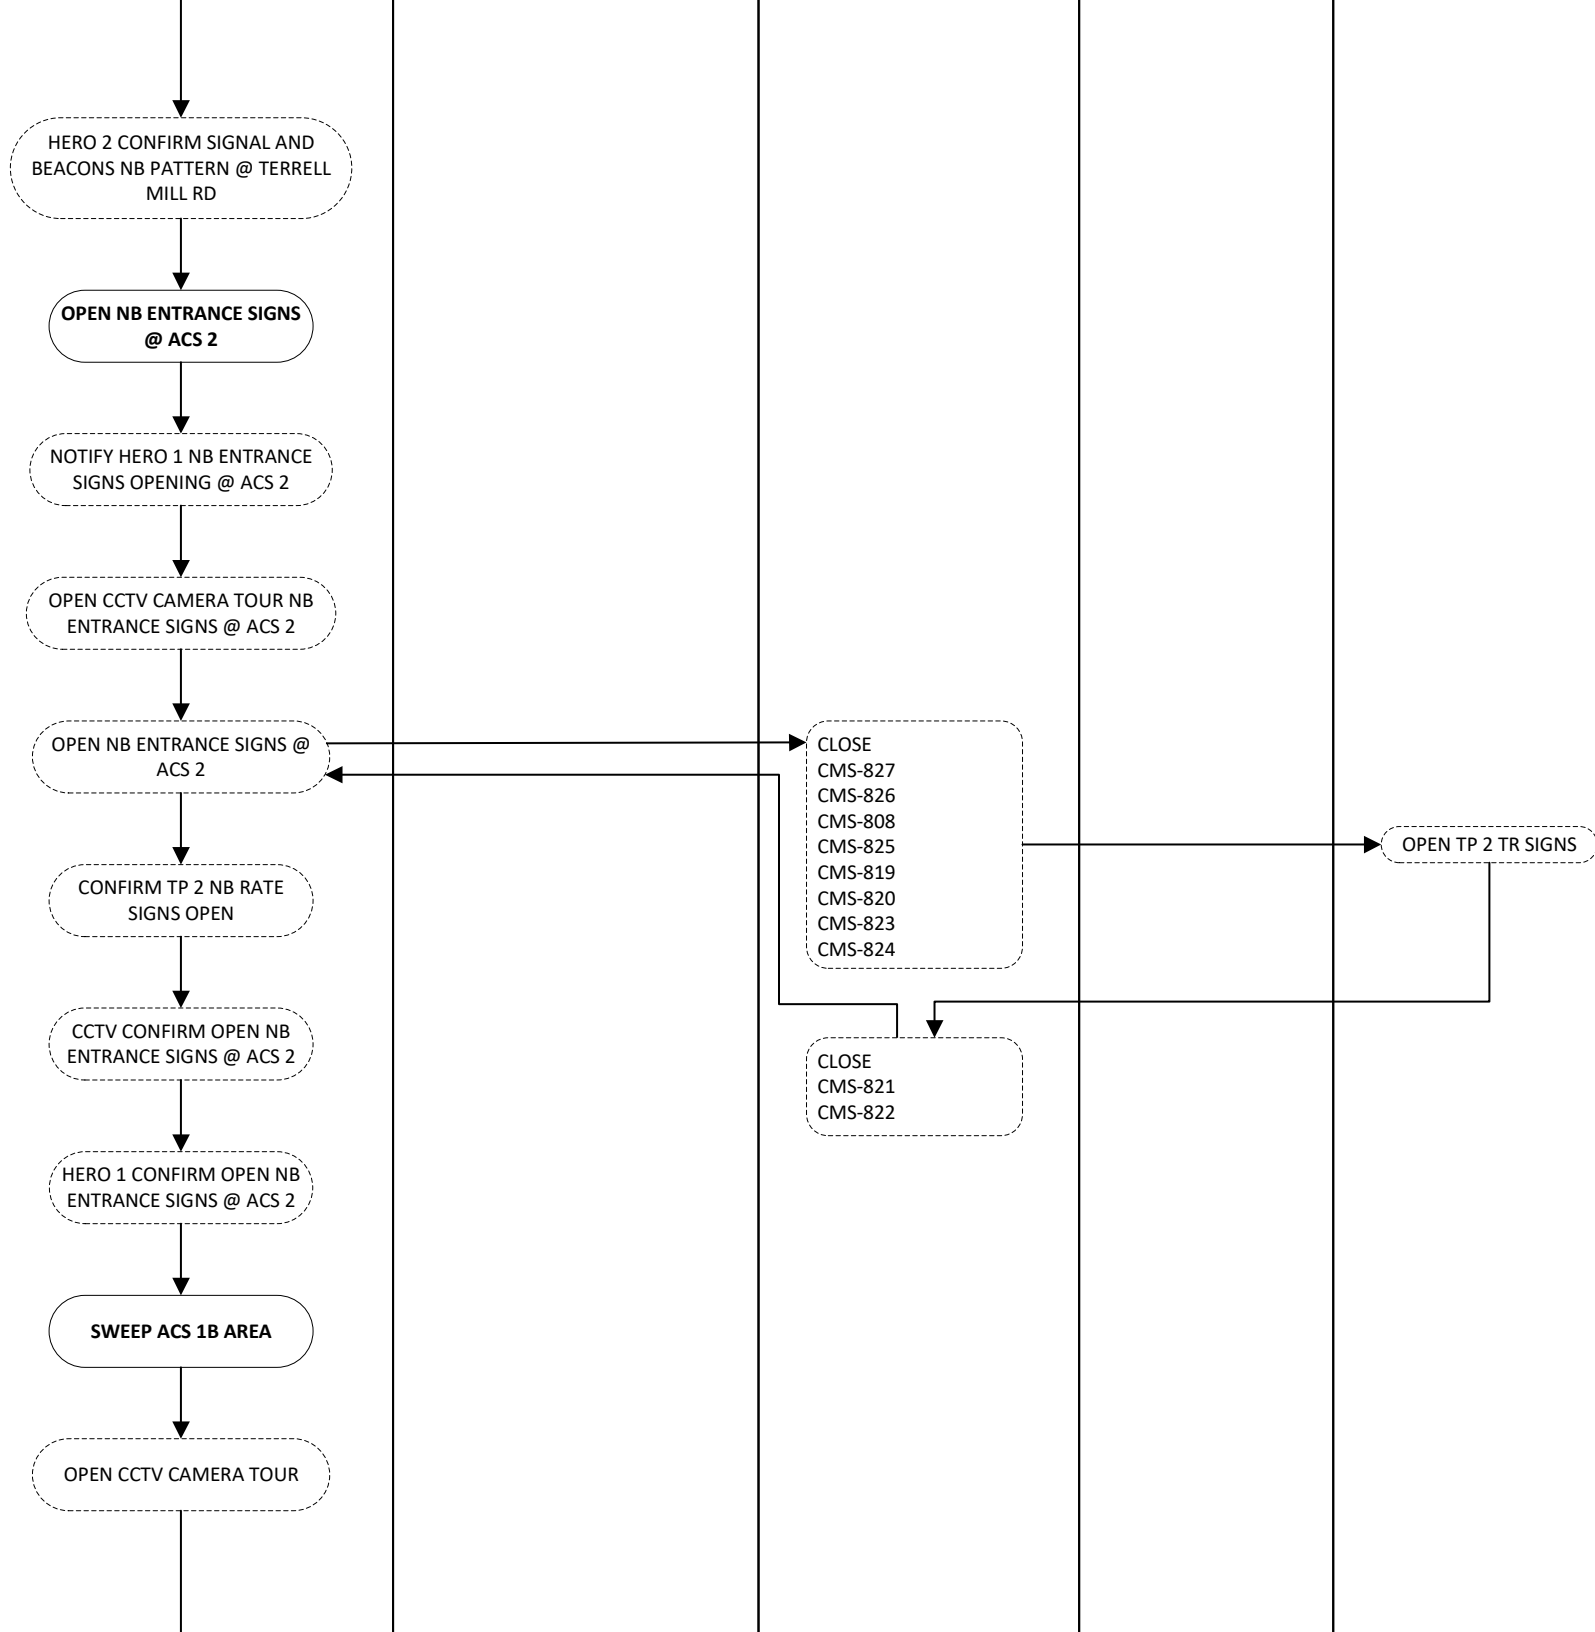 HERO 2 CONFIRM SIGNAL AND
BEACONS NB PATTERN @ TERRELL
MILL RD
OPEN NB ENTRANCE SIGNS
@ ACS 2
NOTIFY HERO 1 NB ENTRANCE
SIGNS OPENING @ ACS 2
OPEN CCTV CAMERA TOUR NB
ENTRANCE SIGNS @ ACS 2
OPEN NB ENTRANCE SIGNS @
ACS 2
CLOSE
CMS-827
CMS-826
CMS-808
CMS-825
CMS-819
CMS-820
CMS-823
CMS-824
OPEN TP 2 TR SIGNS
CLOSE
CMS-821
CMS-822
CONFIRM TP 2 NB RATE
SIGNS OPEN
CCTV CONFIRM OPEN NB
ENTRANCE SIGNS @ ACS 2
HERO 1 CONFIRM OPEN NB
ENTRANCE SIGNS @ ACS 2
SWEEP ACS 1B AREA
OPEN CCTV CAMERA TOUR